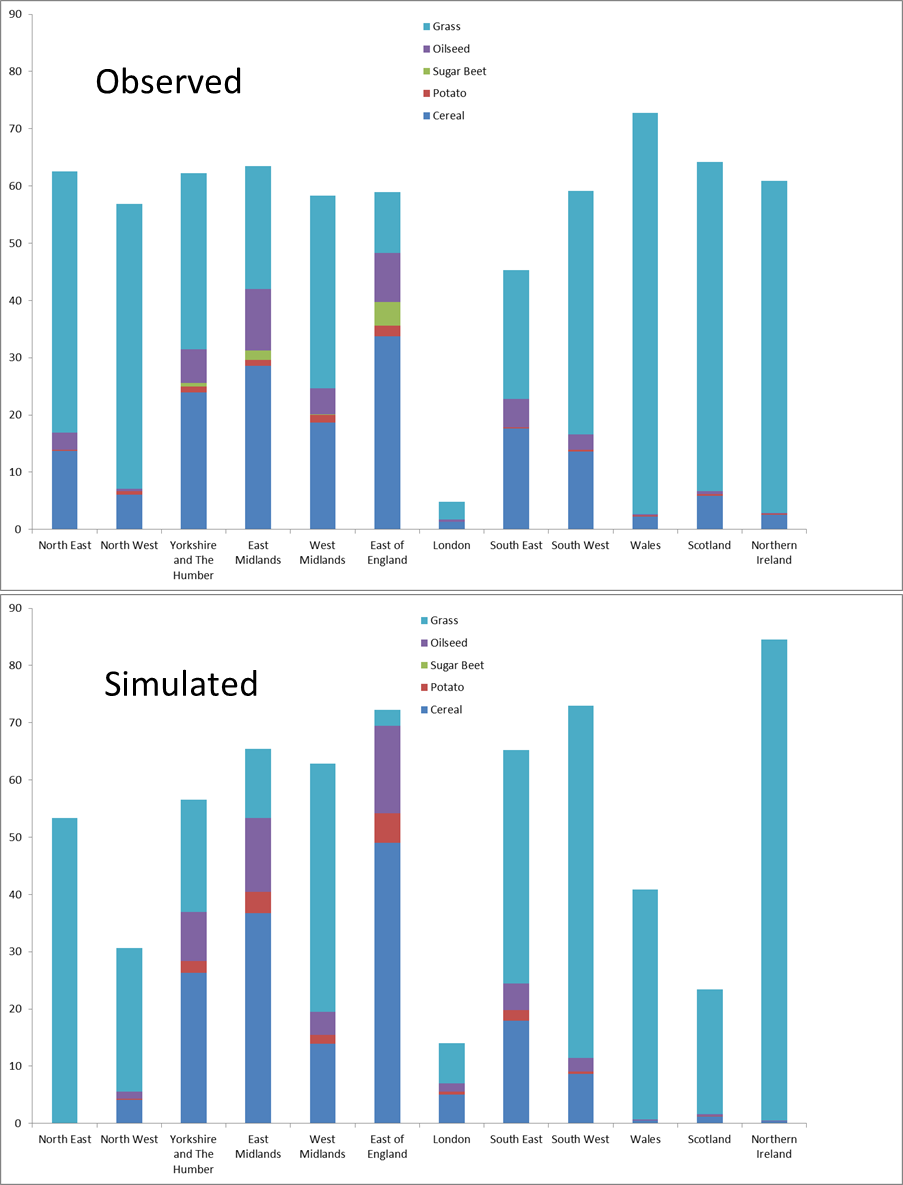 90
80
70
60
50
40
30
20
10
0
Observed
Grass
Oilseed
Sugar Beet
Potato
Cereal
North East
North West
Yorkshire
and The
Humber
East
Midlands
West
Midlands
East of
England
London
South East
South West
Wales
Scotland
Northern
Ireland
90
80
70
60
50
40
30
20
10
0
Simulated
Grass
Oilseed
Sugar Beet
Potato
Cereal
North East
North West
Yorkshire
and The
Humber
East
Midlands
West
Midlands
East of
England
London
South East
South West
Wales
Scotland
Northern
Ireland